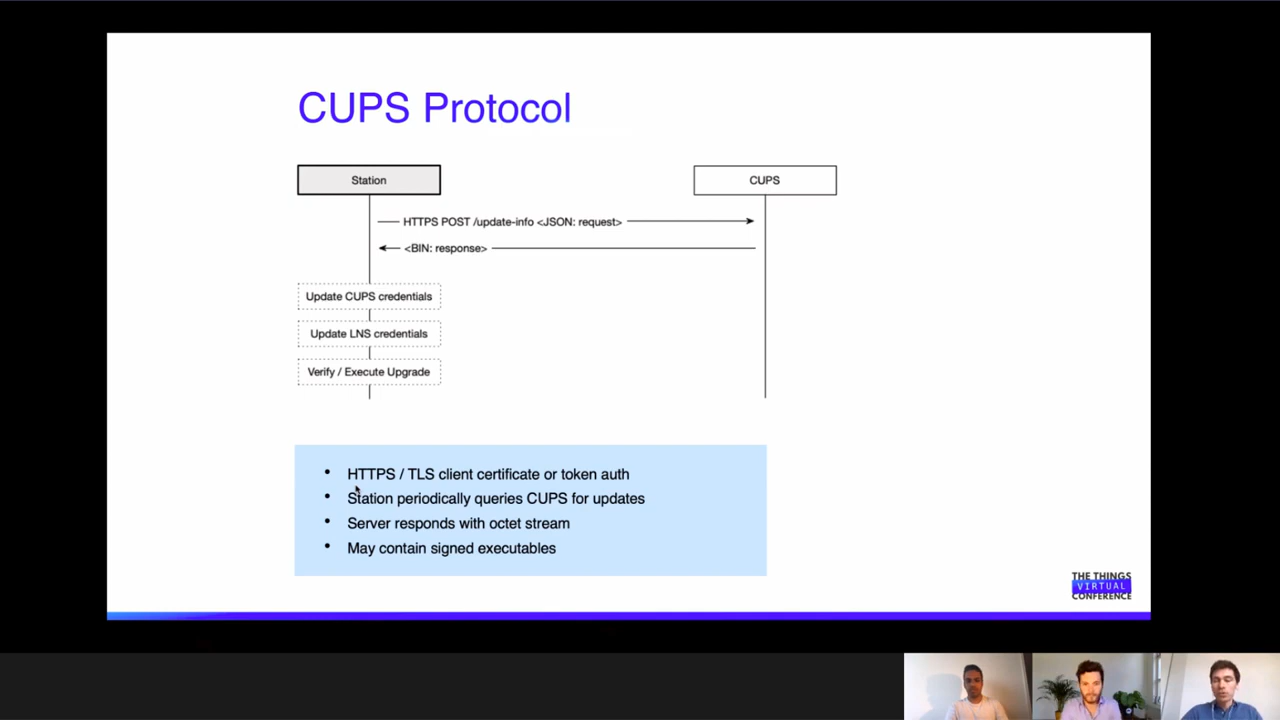 CUPS Protocol
Station
CUPS
HTTPS POST /update-info <JSON: request>
<BIN: response>
Update CUPS credentials
Update LNS credentials
Verify / Execute Upgrade
• HTTPS / TLS client certificate or token auth
• Station periodically queries CUPS for updates
• Server responds with octet stream
• May contain signed executables
THE THINGS
VIRTUAL
CONFERENCE